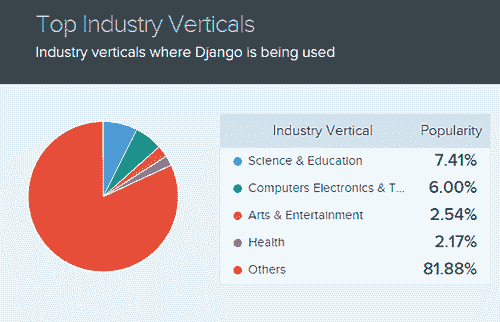 Top Industry Verticals
Industry verticals where Django is being used
Industry Vertical Popularity
Science & Education 7.41%
Computers Electronics & T... 6.00%
Arts & Entertainment 2.54%
Health 2.17%
Others 81.88%